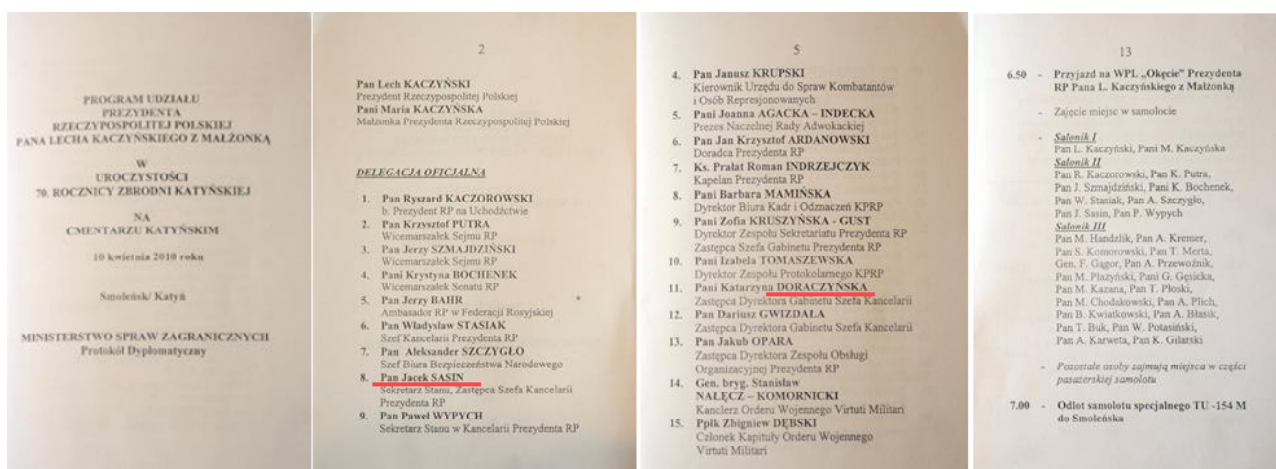 PROGRAM UDZIAŁU
PREZYDENTA
RZECZYPOSPOLITEJ POLSKIEJ
PANA LECHA KACZYŃSKIEGO Z MAŁŻONKĄ
W
UROCZYSTOŚCI
70. ROCZNICY ZBRODNI KATYŃSKIEJ
NA
CMENTARZU KATYŃSKIM
10 kwietnia 2010 roku
Smoleńsk/ Katyń
MINISTERSTWO SPRAW ZAGRANICZNYCH
Protokół Dyplomatyczny
2
Pan Lech KACZYŃSKI
Prezydent Rzeczypospolitej Polskiej
Pani Maria KACZYŃSKA
Małżonka Prezydenta Rzeczypospolitej Polskiej
DELEGACJA OFICJALNA
1. Pan Ryszard KACZOROWSKI
b. Prezydent RP na Uchodźctwie
2. Pan Krzysztof PUTRA
Wicemarszałek Sejmu RP
3. Pan Jerzy SZMAJDZIŃSKI
Wicemarszałek Sejmu RP
4. Pani Krystyna BOCHENEK
Wicemarszałek Senatu RP
5. Pan Jerzy BAHR
Ambasador RP w Federacji Rosyjskiej
6. Pan Władysław STASIAK
Szef Kancelarii Prezydenta RP
7. Pan Aleksander SZCZYGŁO
Szef Biura Bezpieczeństwa Narodowego
8. Pan Jacek SASIN
Sekretarz Stanu, Zastępca Szefa Kancelarii
Prezydenta RP
9. Pan Paweł WYPYCH
Sekretarz Stanu w Kancelarii Prezydenta RP
5
4. Pan Janusz KRUPSKI
Kierownik Urzędu do Spraw Kombatantów
i Osób Represjonowanych
5. Pani Joanna AGACKA – INDECKA
Prezes Naczelnej Rady Adwokackiej
6. Pan Jan Krzysztof ARDANOWSKI
Doradca Prezydenta RP
7. Ks. Prałat Roman INDRZEJCZYK
Kapelan Prezydenta RP
8. Pani Barbara MAMIŃSKA
Dyrektor Biura Kadr i Odznaczeń KPRP
9. Pani Zofia KRUSZYŃSKA - GUST
Dyrektor Zespołu Sekretariatu Prezydenta RP
Zastępca Szefa Gabinetu Prezydenta RP
10. Pani Izabela TOMASZEWSKA
Dyrektor Zespołu Protokolarnego KPRP
11. Pani Katarzyna DORACZYŃSKA
Zastępca Dyrektora Gabinetu Szefa Kancelarii
12. Pan Dariusz GWIZDAŁA
Zastępca Dyrektora Gabinetu Szefa Kancelarii
13. Pan Jakub OPARA
Zastępca Dyrektora Zespołu Obsługi
Organizacyjnej Prezydenta RP
14. Gen. bryg. Stanisław
NAŁĘCZ – KOMORNICKI
Kanclerz Orderu Wojennego Virtuti Militari
15. Ppłk Zbigniew DĘBSKI
Członek Kapituły Orderu Wojennego
Virtuti Militari
13
6.50 - Przyjazd na WPL „Okęcie” Prezydenta
RP Pana L. Kaczyńskiego z Małżonką
- Zajęcie miejsc w samolocie
- Salonik I
Pan L. Kaczyński, Pani M. Kaczyńska
Salonik II
Pan R. Kaczorowski, Pan K. Putra,
Pan J. Szmajdziński, Pani K. Bochenek,
Pan W. Stasiak, Pan A. Szczygło,
Pan J. Sasin, Pan P. Wypych
Salonik III
Pan M. Handzlik, Pan A. Kremer,
Pan S. Komorowski, Pan T. Merta,
Gen. F. Gągor, Pan A. Przewoźnik,
Pan M. Płażyński, Pani G. Gęsicka,
Pan M. Kazana, Pan T. Płoski,
Pan M. Chodakowski, Pan A. Pilch,
Pan B. Kwiatkowski, Pan A. Błasik,
Pan T. Buk, Pan W. Potasiński,
Pan A. Karweta, Pan K. Gilarski
- Pozostałe osoby zajmują miejsca w części
pasażerskiej samolotu
7.00 - Odlot samolotu specjalnego TU -154 M
do Smoleńska